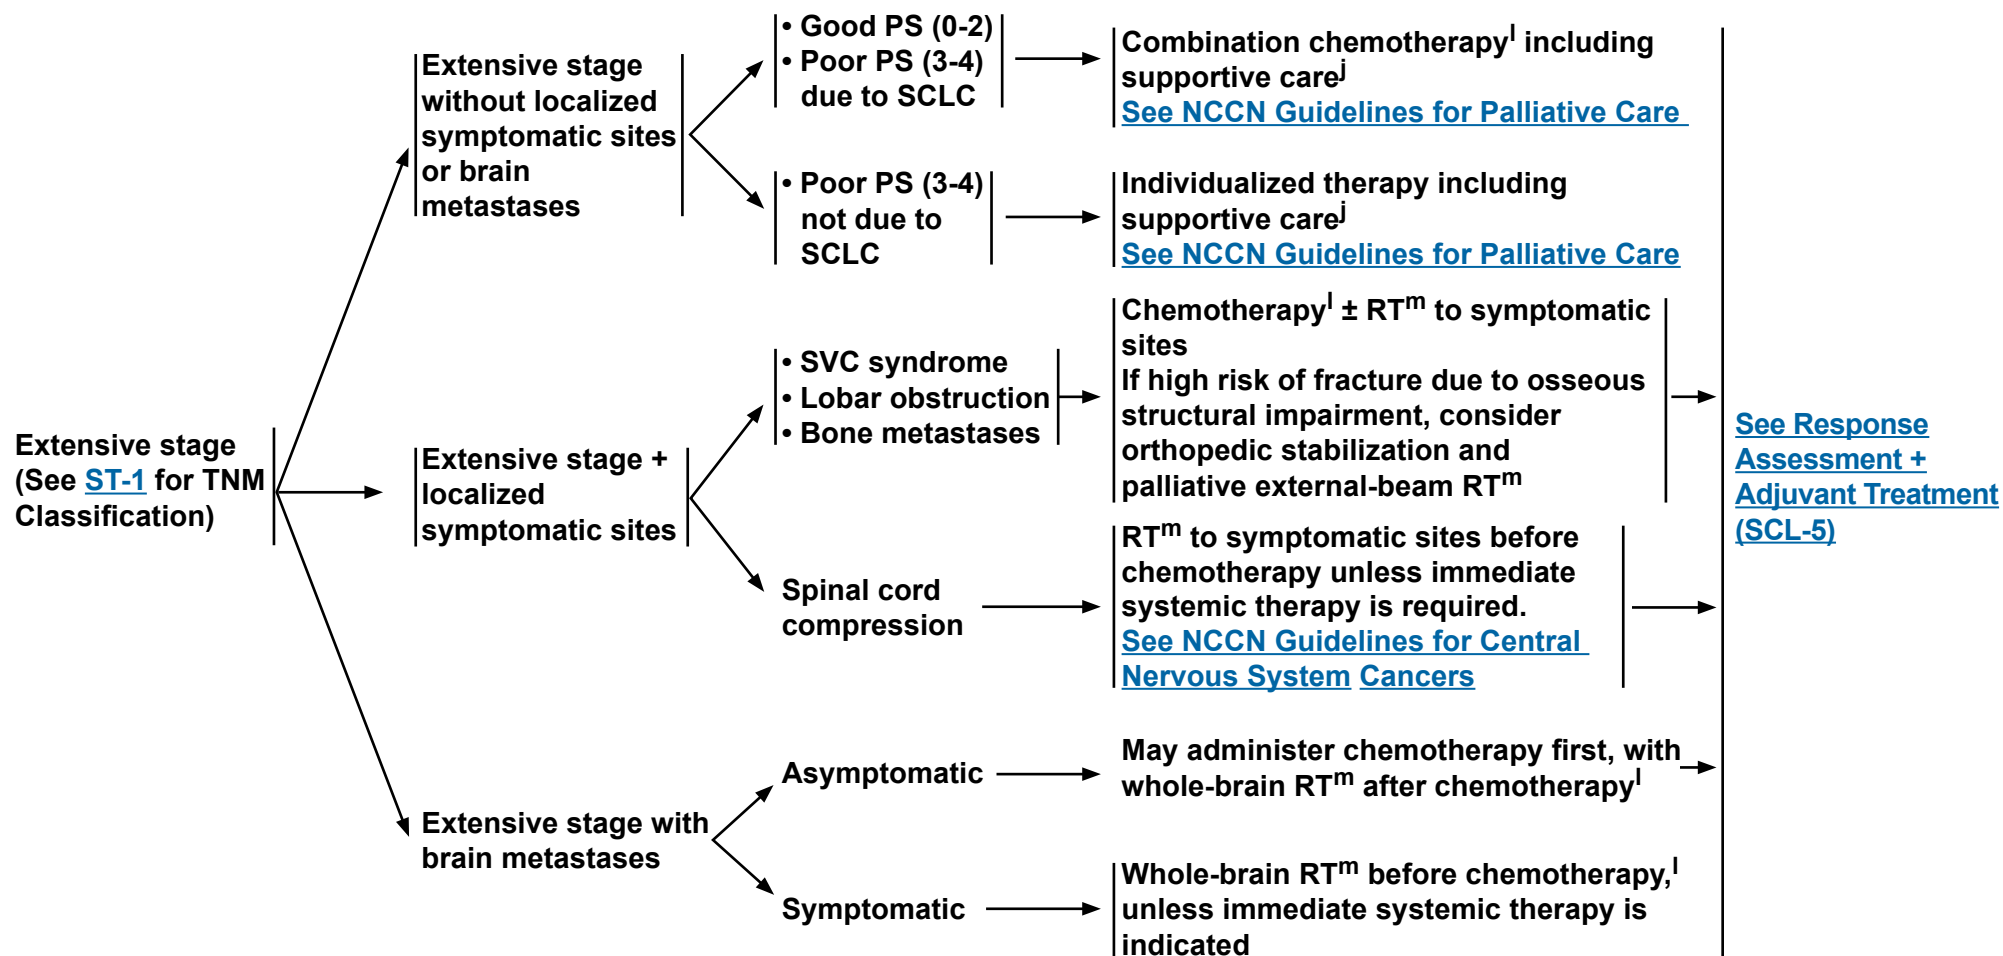 Extensive stage
(See ST-1 for TNM
Classification)
Extensive stage
without localized
symptomatic sites
or brain
metastases
• Good PS (0-2)
• Poor PS (3-4)
due to SCLC
Combination chemotherapyˡ including
supportive careʲ
See NCCN Guidelines for Palliative Care
• Poor PS (3-4)
not due to
SCLC
Individualized therapy including
supportive careʲ
See NCCN Guidelines for Palliative Care
Extensive stage +
localized
symptomatic sites
• SVC syndrome
• Lobar obstruction
• Bone metastases
Chemotherapyˡ ± RTᵐ to symptomatic
sites
If high risk of fracture due to osseous
structural impairment, consider
orthopedic stabilization and
palliative external-beam RTᵐ
Spinal cord
compression
RTᵐ to symptomatic sites before
chemotherapy unless immediate
systemic therapy is required.
See NCCN Guidelines for Central
Nervous System Cancers
Extensive stage with
brain metastases
Asymptomatic
May administer chemotherapy first, with
whole-brain RTᵐ after chemotherapyˡ
Symptomatic
Whole-brain RTᵐ before chemotherapy,ˡ
unless immediate systemic therapy is
indicated
See Response
Assessment +
Adjuvant Treatment
(SCL-5)